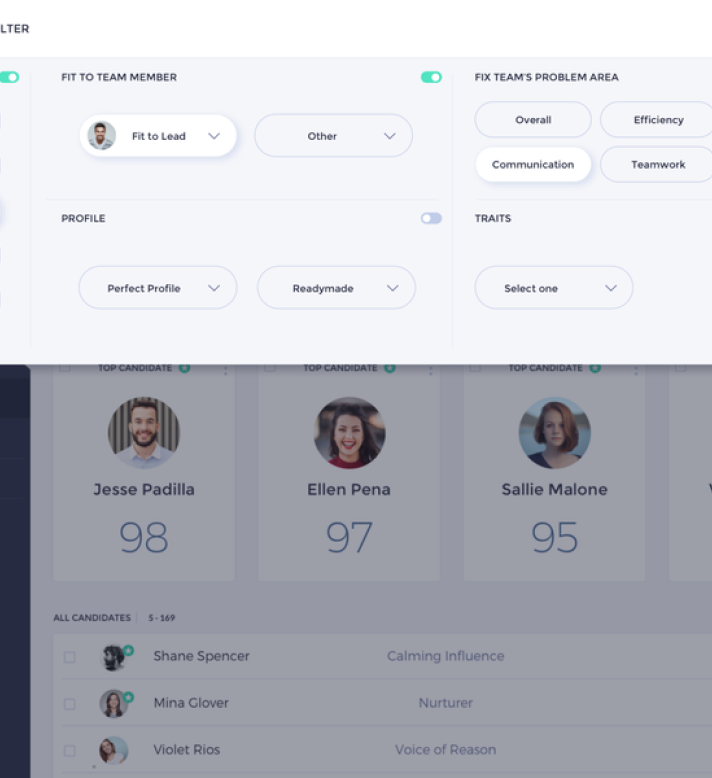 LTER
FIT TO TEAM MEMBER
FIX TEAM'S PROBLEM AREA
Fit to Lead
Other
Overall
Efficiency
Communication
Teamwork
PROFILE
TRAITS
Perfect Profile
Readymade
Select one
TOP CANDIDATE
TOP CANDIDATE
TOP CANDIDATE
Jesse Padilla
Ellen Pena
Sallie Malone
98
97
95
ALL CANDIDATES 5 - 169
Shane Spencer Calming Influence
Mina Glover Nurturer
Violet Rios Voice of Reason